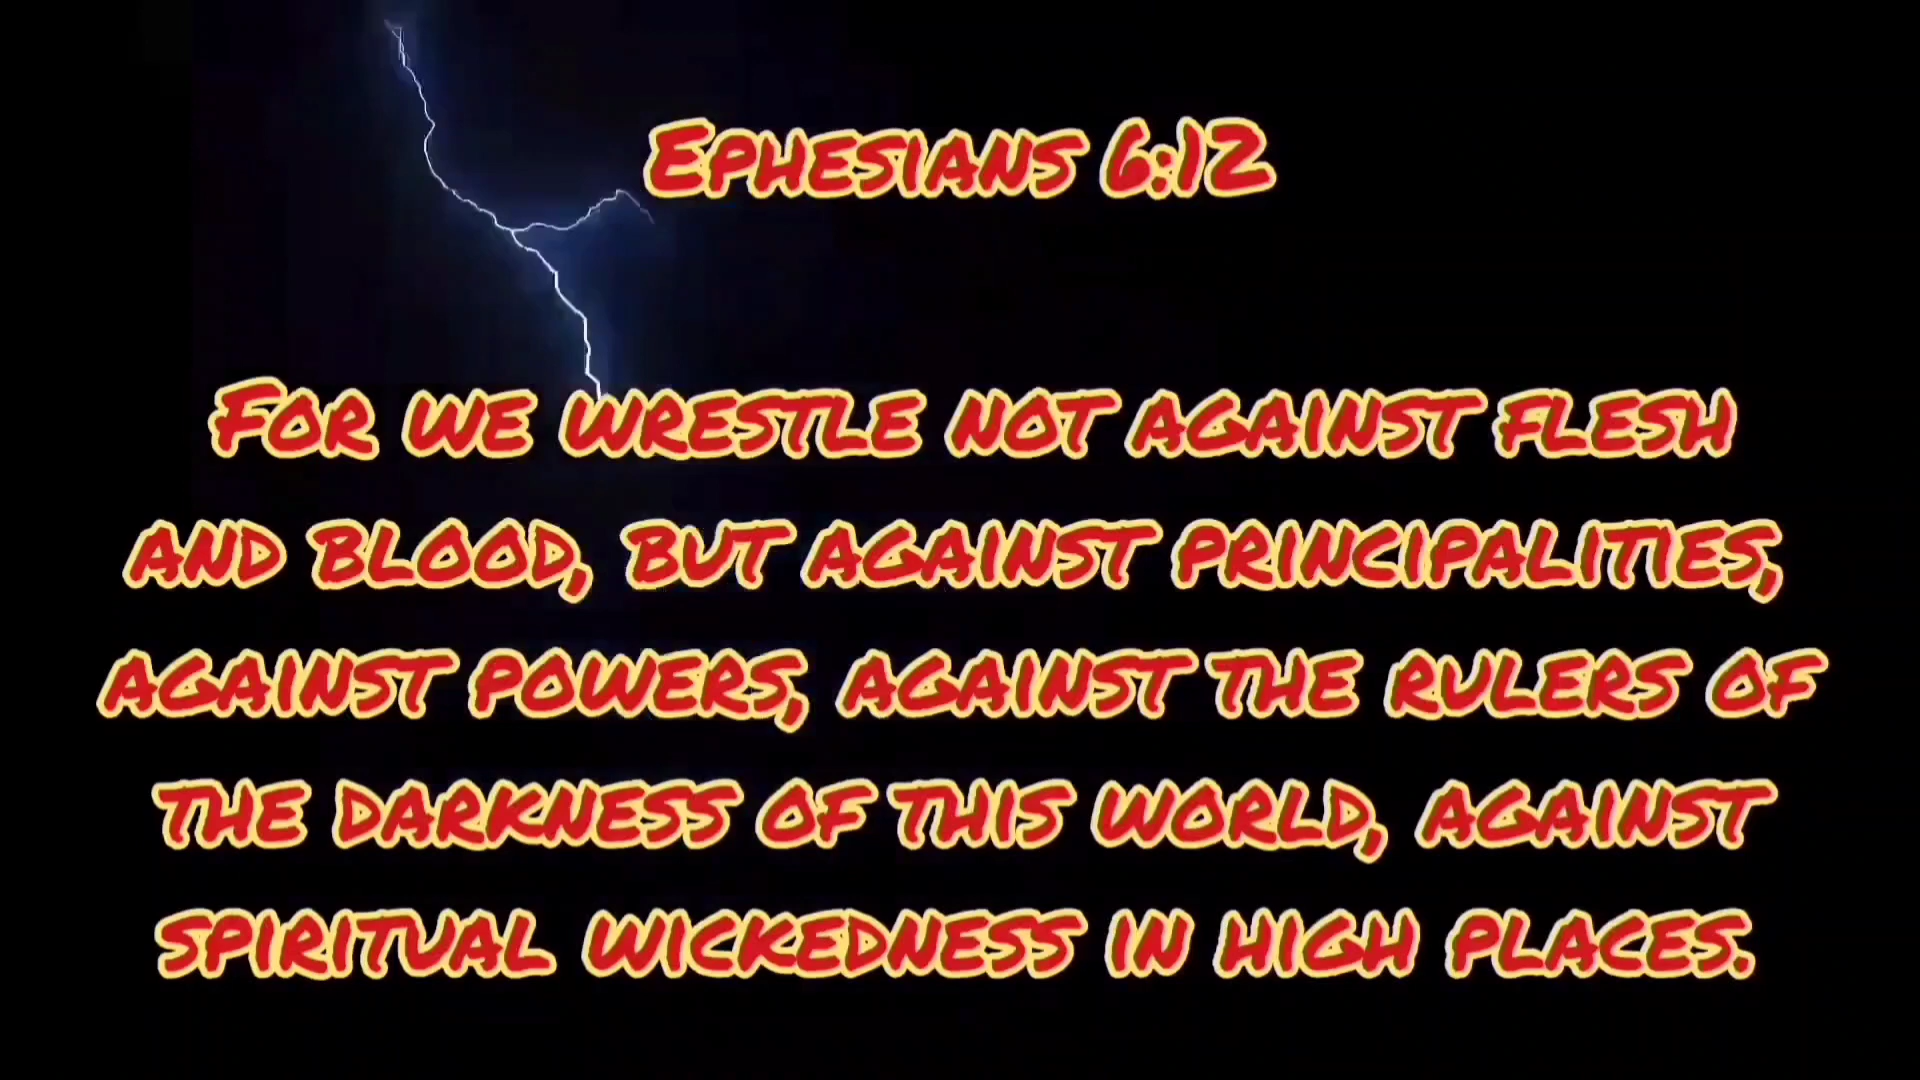 Ephesians 6:12
For we wrestle not against flesh
and blood, but against principalities,
against powers, against the rulers of
the darkness of this world, against
spiritual wickedness in high places.